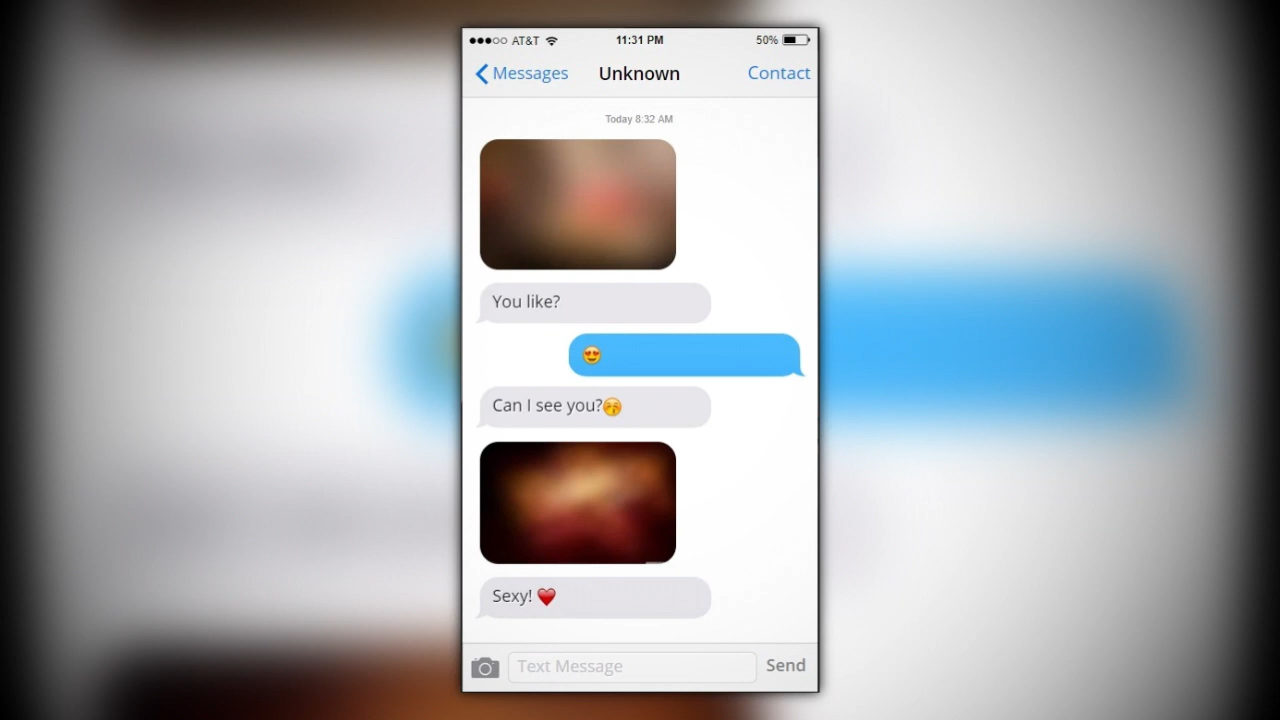 AT&T 11:31 PM 50%
Messages Unknown Contact
Today 8:32 AM
You like?
😍
Can I see you?😚
Sexy! ❤️
Text Message Send